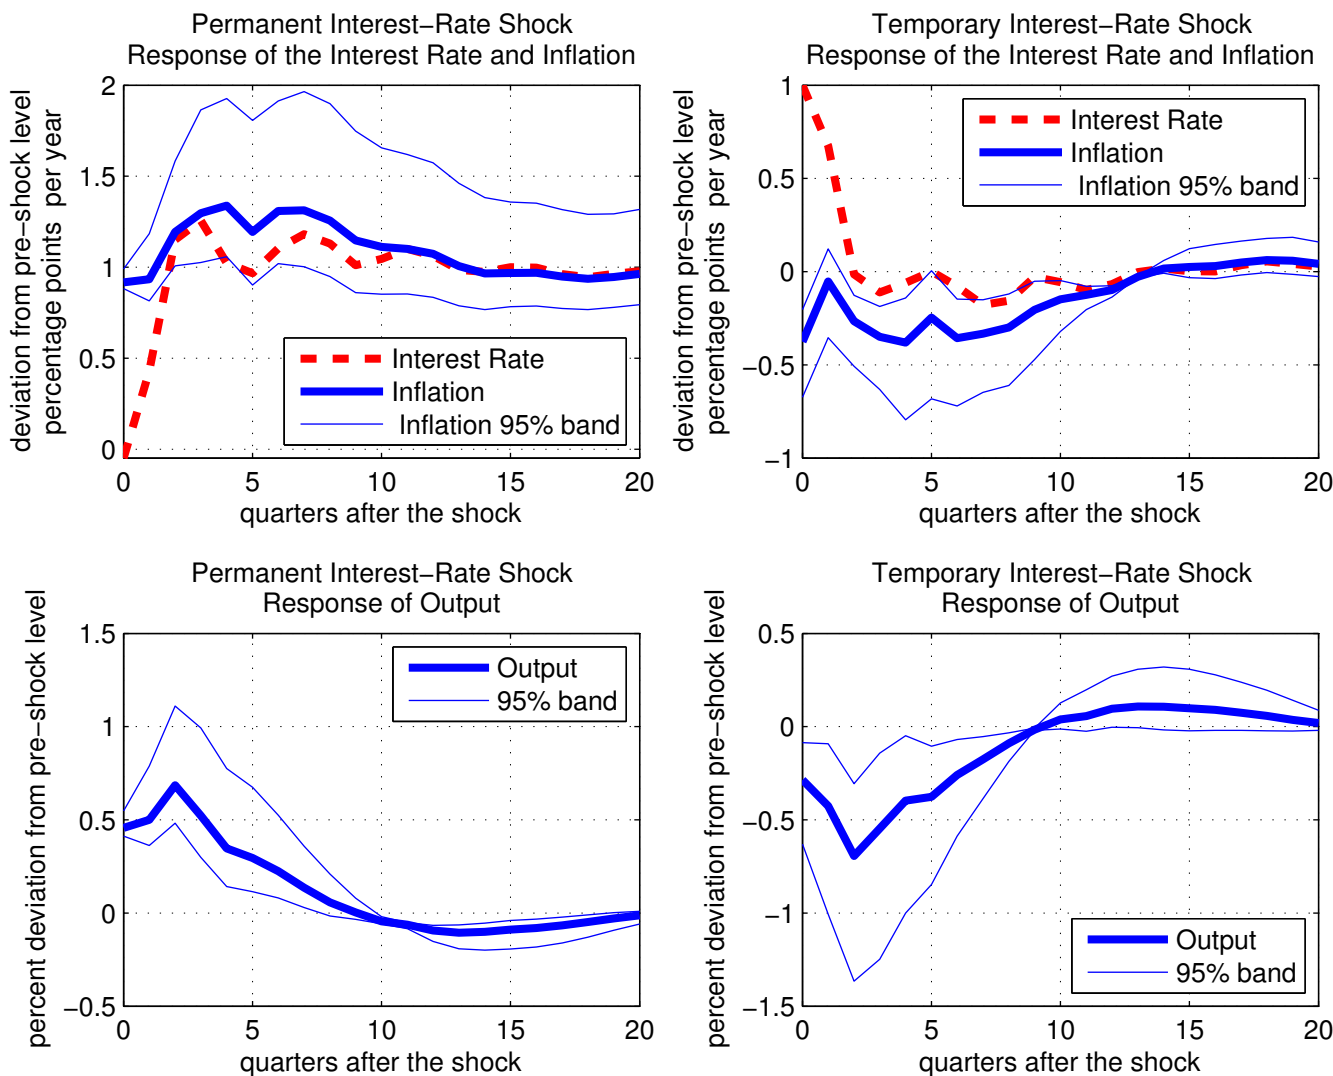 Permanent Interest−Rate Shock
Response of the Interest Rate and Inflation
deviation from pre−shock level
percentage points  per year
2
1.5
1
0.5
0
Interest Rate
Inflation
Inflation 95% band
0 5 10 15 20
quarters after the shock
Temporary Interest−Rate Shock
Response of the Interest Rate and Inflation
deviation from pre−shock level
percentage points  per year
1
0.5
0
−0.5
−1
Interest Rate
Inflation
Inflation 95% band
0 5 10 15 20
quarters after the shock
Permanent Interest−Rate Shock
Response of Output
percent deviation from pre−shock level
1.5
1
0.5
0
−0.5
Output
95% band
0 5 10 15 20
quarters after the shock
Temporary Interest−Rate Shock
Response of Output
percent deviation from pre−shock level
0.5
0
−0.5
−1
−1.5
Output
95% band
0 5 10 15 20
quarters after the shock